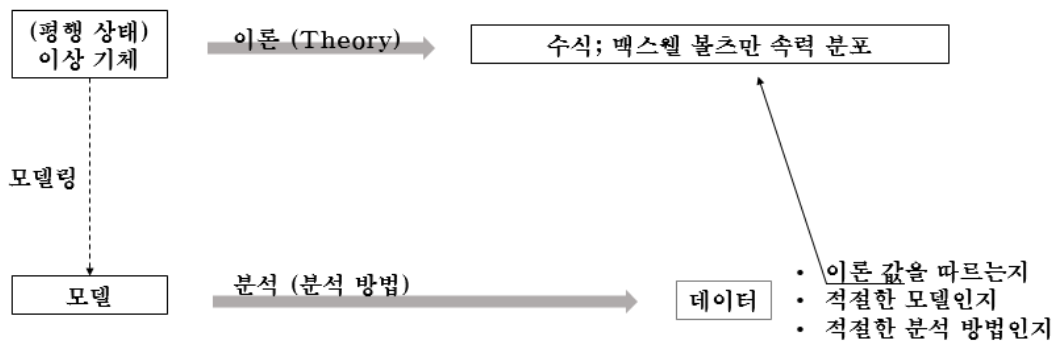 (평행 상태)
이상 기체
이론 (Theory)
수식; 맥스웰 볼츠만 속력 분포
모델링
모델
분석 (분석 방법)
데이터
• 이론 값을 따르는지
• 적절한 모델인지
• 적절한 분석 방법인지